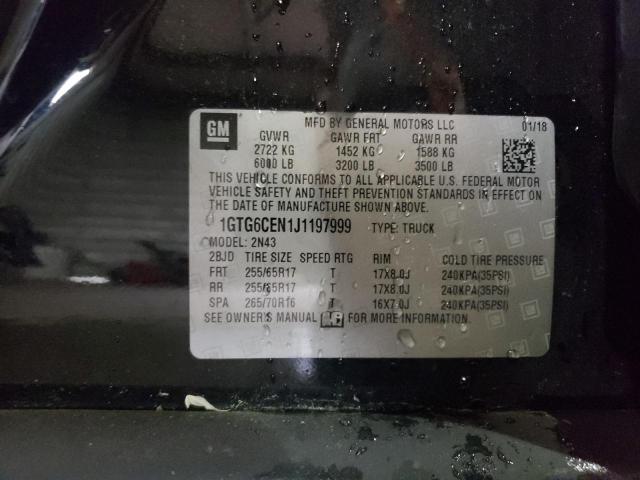 GM
MFD BY GENERAL MOTORS LLC 01/18
GVWR GAWR FRT GAWR RR
2722 KG 1452 KG 1588 KG
6000 LB 3200 LB 3500 LB
THIS VEHICLE CONFORMS TO ALL APPLICABLE U.S. FEDERAL MOTOR
VEHICLE SAFETY AND THEFT PREVENTION STANDARDS IN EFFECT ON
THE DATE OF MANUFACTURE SHOWN ABOVE.
1GTG6CEN1J1197999 TYPE: TRUCK
MODEL: 2N43
2BJD TIRE SIZE SPEED RTG RIM COLD TIRE PRESSURE
FRT 255/65R17 T 17X8.0J 240KPA(35PSI)
RR 255/65R17 T 17X8.0J 240KPA(35PSI)
SPA 265/70R16 T 16X7.0J 240KPA(35PSI)
SEE OWNER'S MANUAL FOR MORE INFORMATION.